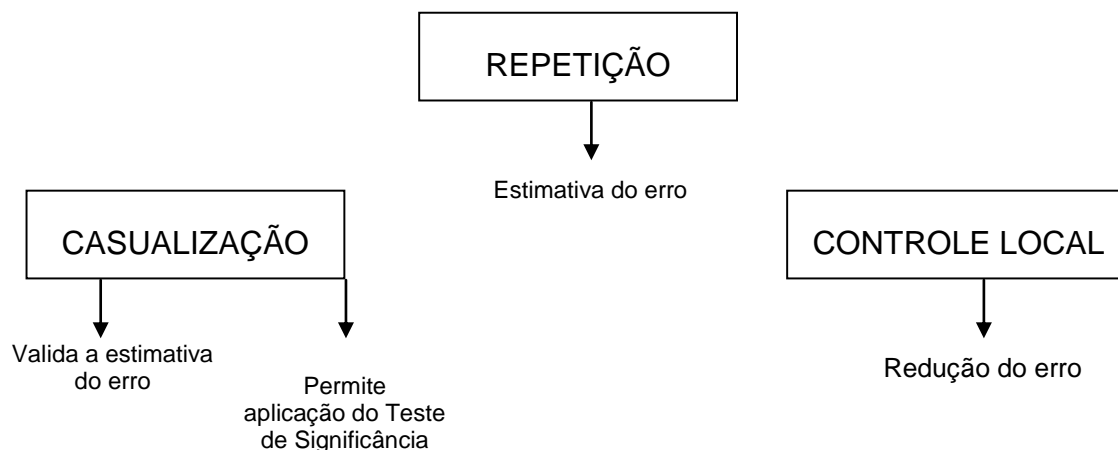 REPETIÇÃO
Estimativa do erro
CASUALIZAÇÃO
CONTROLE LOCAL
Valida a estimativa
do erro
Permite
aplicação do Teste
de Significância
Redução do erro